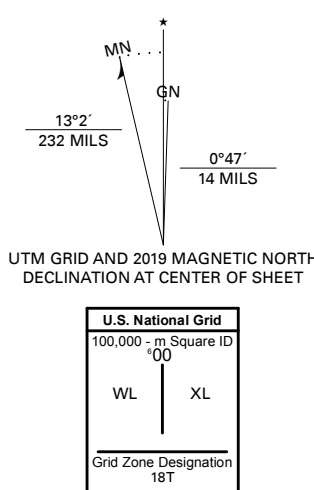 ★
MN
GN
13°2´
232 MILS
0°47´
14 MILS
UTM GRID AND 2019 MAGNETIC NORTH
DECLINATION AT CENTER OF SHEET
U.S. National Grid
100,000 - m Square ID
⁶00
WL XL
Grid Zone Designation
18T